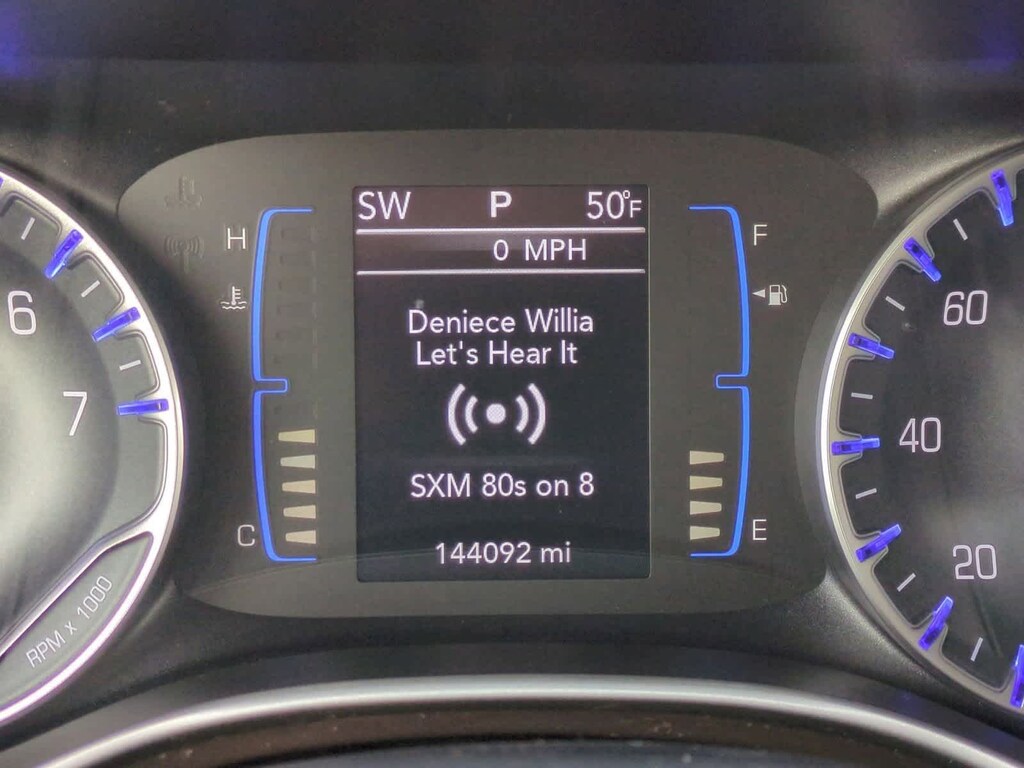 SW P 50°F
0 MPH
H
F
Deniece Willia
Let's Hear It
SXM 80s on 8
C
E
144092 mi
6
7
RPM x 1000
60
40
20